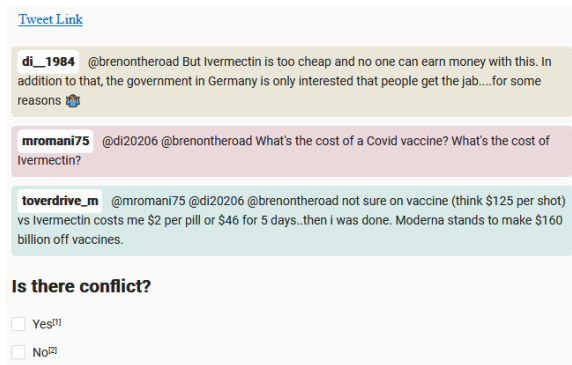 Tweet Link
di__1984 @brenontheroad But Ivermectin is too cheap and no one can earn money with this. In
addition to that, the government in Germany is only interested that people get the jab....for some
reasons 🤷🏽‍♂️
mromani75 @di20206 @brenontheroad What's the cost of a Covid vaccine? What's the cost of
Ivermectin?
toverdrive_m @mromani75 @di20206 @brenontheroad not sure on vaccine (think $125 per shot)
vs Ivermectin costs me $2 per pill or $46 for 5 days..then i was done. Moderna stands to make $160
billion off vaccines.
Is there conflict?
Yes[1]
No[2]